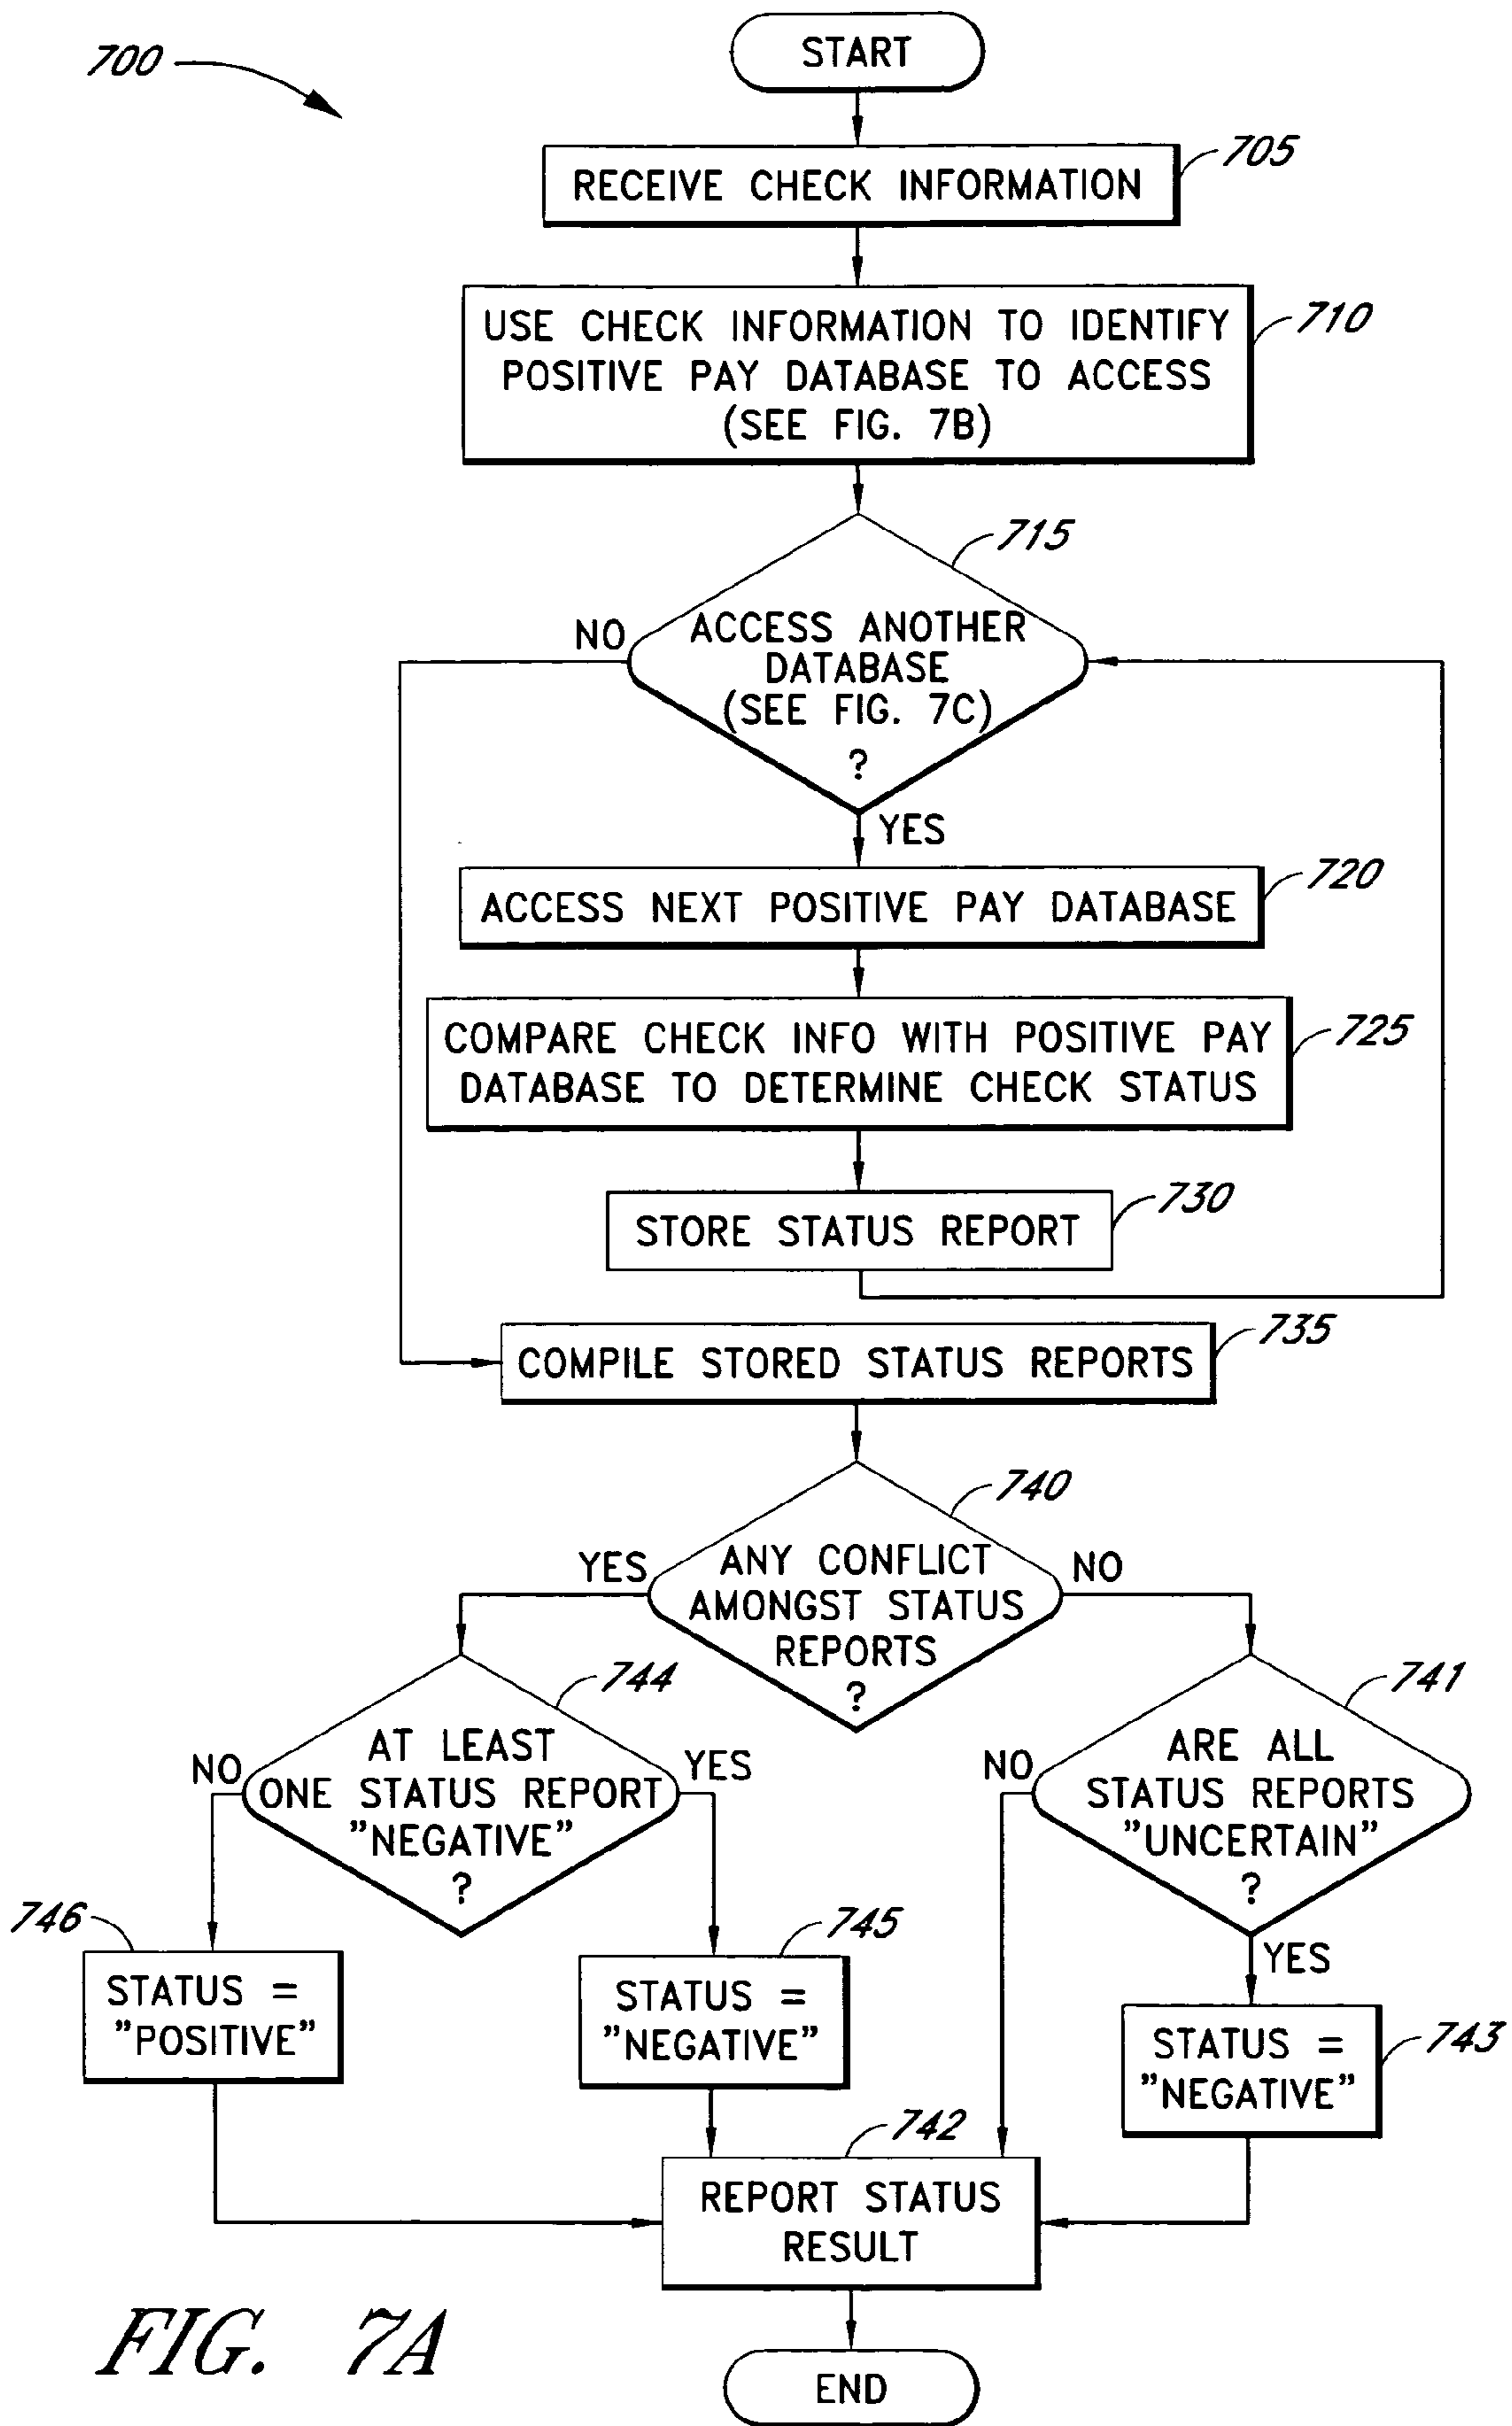 700
START
705
RECEIVE CHECK INFORMATION
710
USE CHECK INFORMATION TO IDENTIFY
POSITIVE PAY DATABASE TO ACCESS
(SEE FIG. 7B)
715
NO
ACCESS ANOTHER
DATABASE
(SEE FIG. 7C)
?
YES
720
ACCESS NEXT POSITIVE PAY DATABASE
725
COMPARE CHECK INFO WITH POSITIVE PAY
DATABASE TO DETERMINE CHECK STATUS
730
STORE STATUS REPORT
735
COMPILE STORED STATUS REPORTS
740
YES
ANY CONFLICT
AMONGST STATUS
REPORTS
?
NO
744
NO
AT LEAST
ONE STATUS REPORT
"NEGATIVE"
?
YES
741
NO
ARE ALL
STATUS REPORTS
"UNCERTAIN"
?
YES
746
STATUS =
"POSITIVE"
745
STATUS =
"NEGATIVE"
743
STATUS =
"NEGATIVE"
742
REPORT STATUS
RESULT
FIG. 7A
END